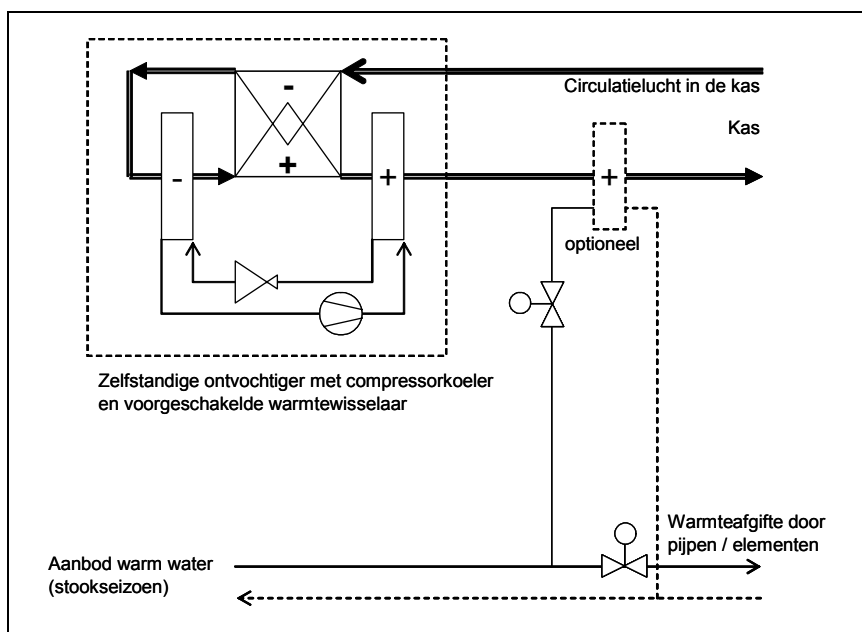 -
+
Circulatielucht in de kas
Kas
-
+
+
optioneel
Zelfstandige ontvochtiger met compressorkoeler
en voorgeschakelde warmtewisselaar
Warmteafgifte door
pijpen / elementen
Aanbod warm water
(stookseizoen)